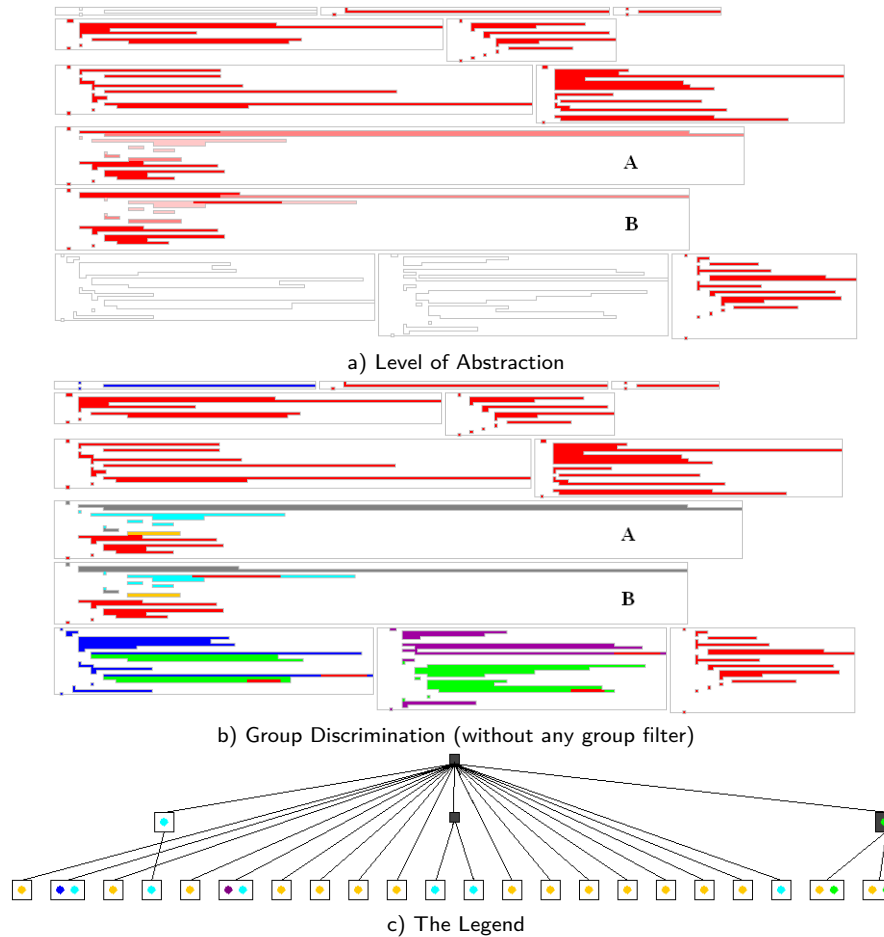 A
B
a) Level of Abstraction
A
B
b) Group Discrimination (without any group filter)
c) The Legend